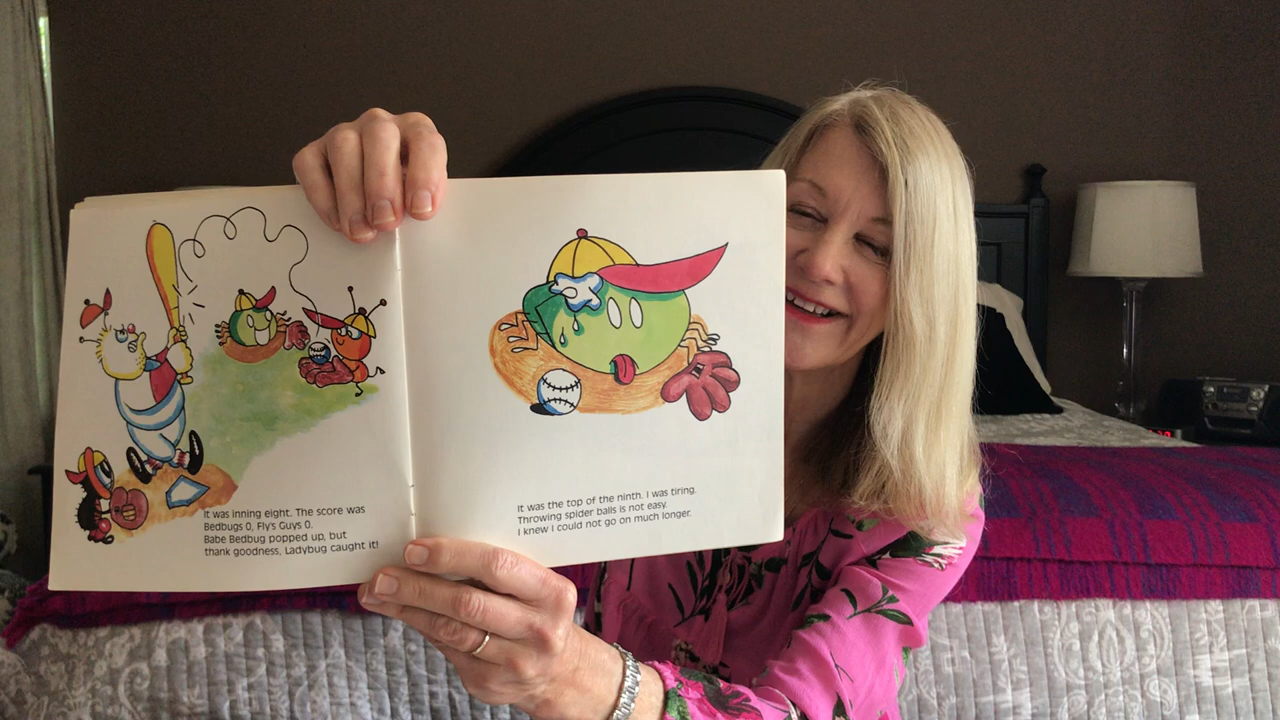 It was inning eight. The score was
Bedbugs 0, Fly's Guys 0.
Babe Bedbug popped up, but
thank goodness, Ladybug caught it!
It was the top of the ninth. I was tiring.
Throwing spider balls is not easy.
I knew I could not go on much longer.